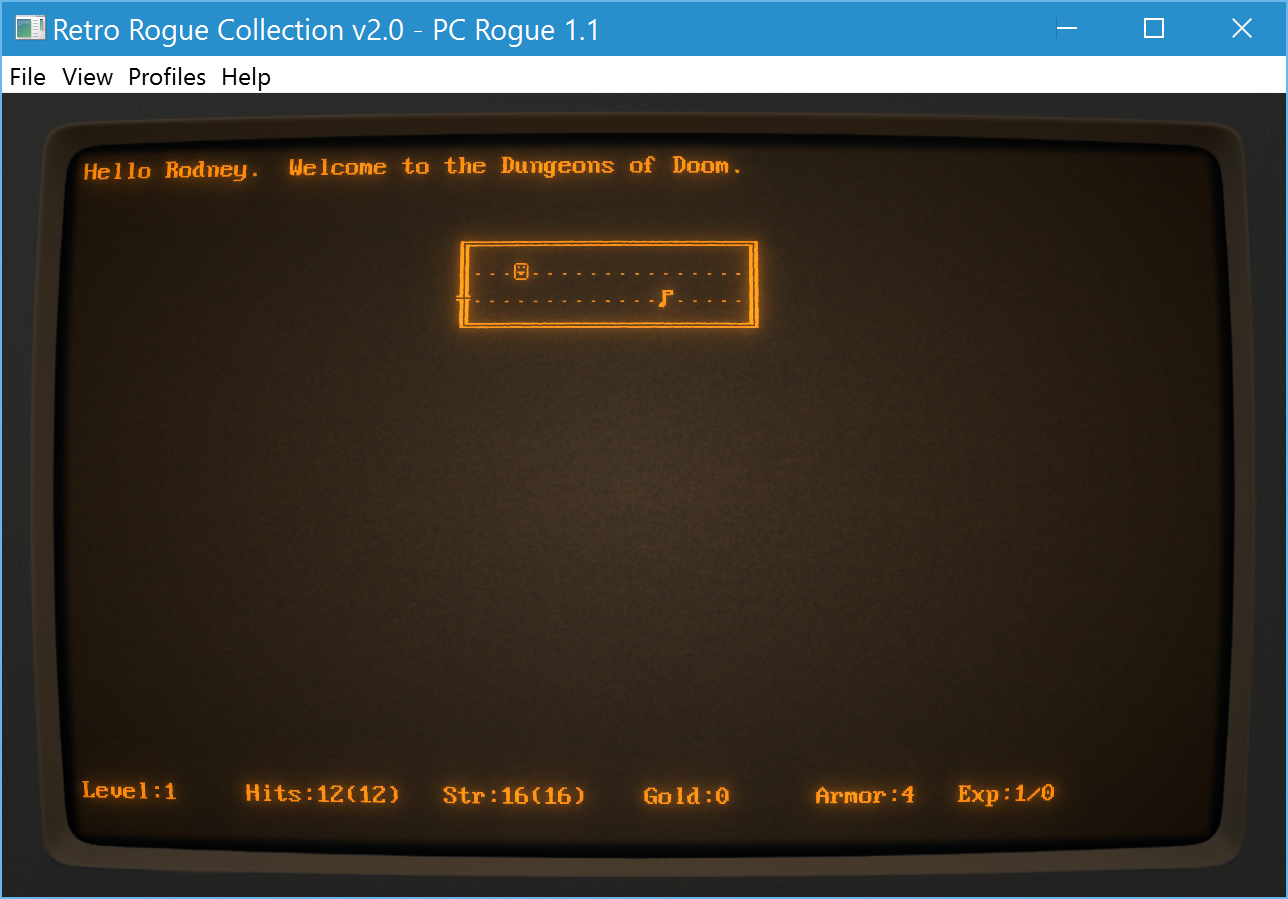 Retro Rogue Collection v2.0 - PC Rogue 1.1
File View Profiles Help
Hello Rodney. Welcome to the Dungeons of Doom.
Level:1 Hits:12(12) Str:16(16) Gold:0 Armor:4 Exp:1/0